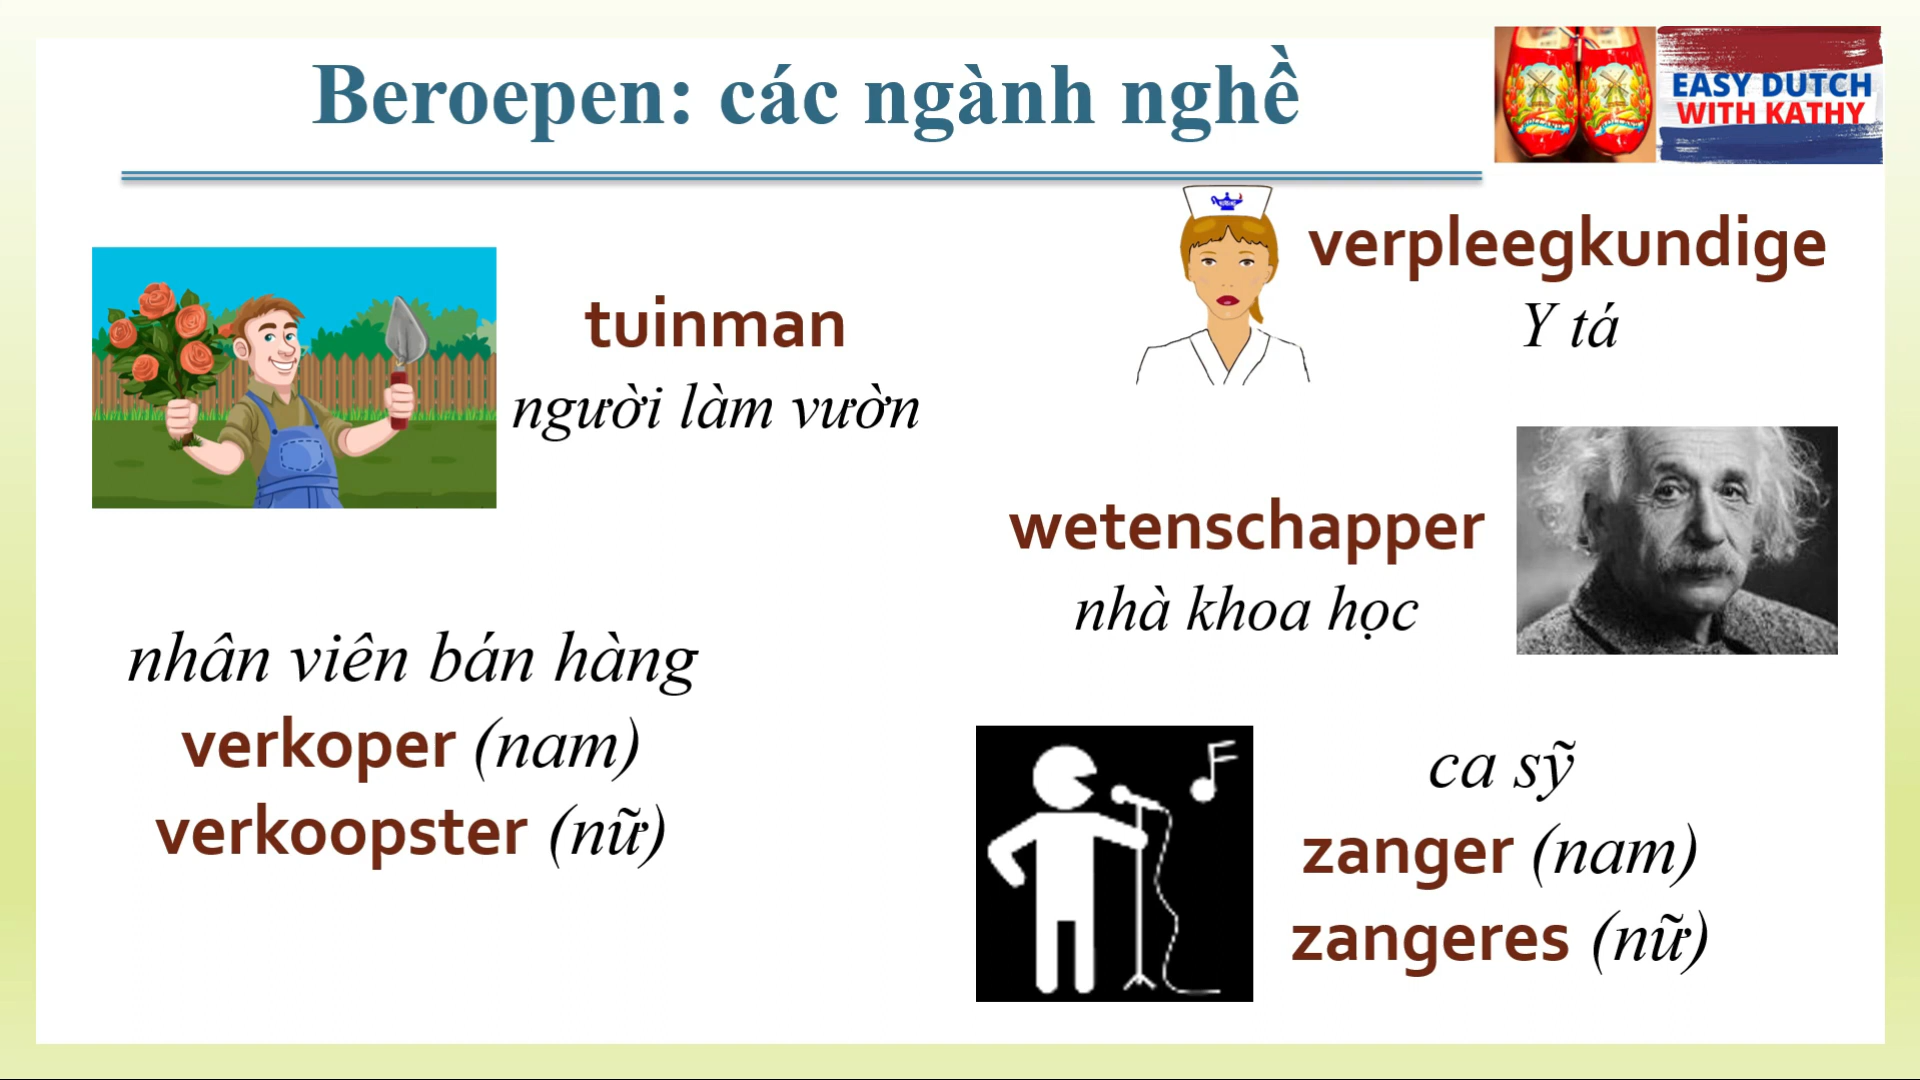 Beroepen: các ngành nghề
EASY DUTCH
WITH KATHY
tuinman
người làm vườn
verpleegkundige
Y tá
wetenschapper
nhà khoa học
nhân viên bán hàng
verkoper (nam)
verkoopster (nữ)
ca sỹ
zanger (nam)
zangeres (nữ)